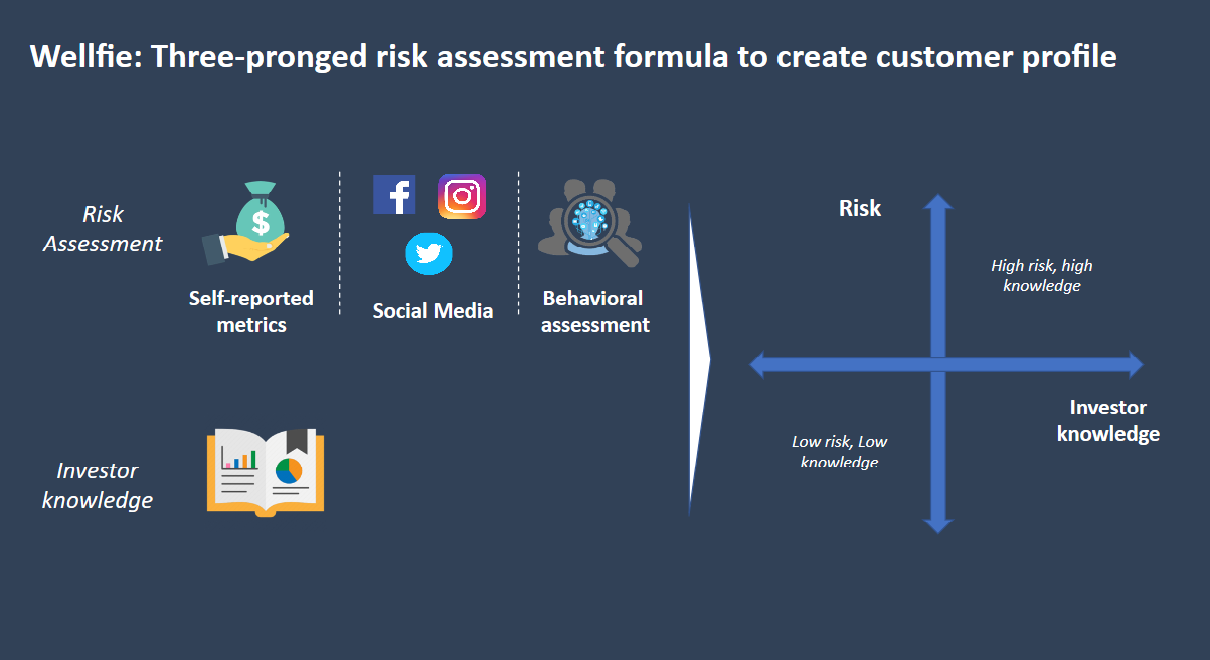 Wellfie: Three-pronged risk assessment formula to create customer profile
Risk
Assessment
$
Self-reported
metrics
f
Social Media
Behavioral
assessment
Risk
High risk, high
knowledge
Investor
knowledge
Low risk, Low
knowledge
Investor
knowledge